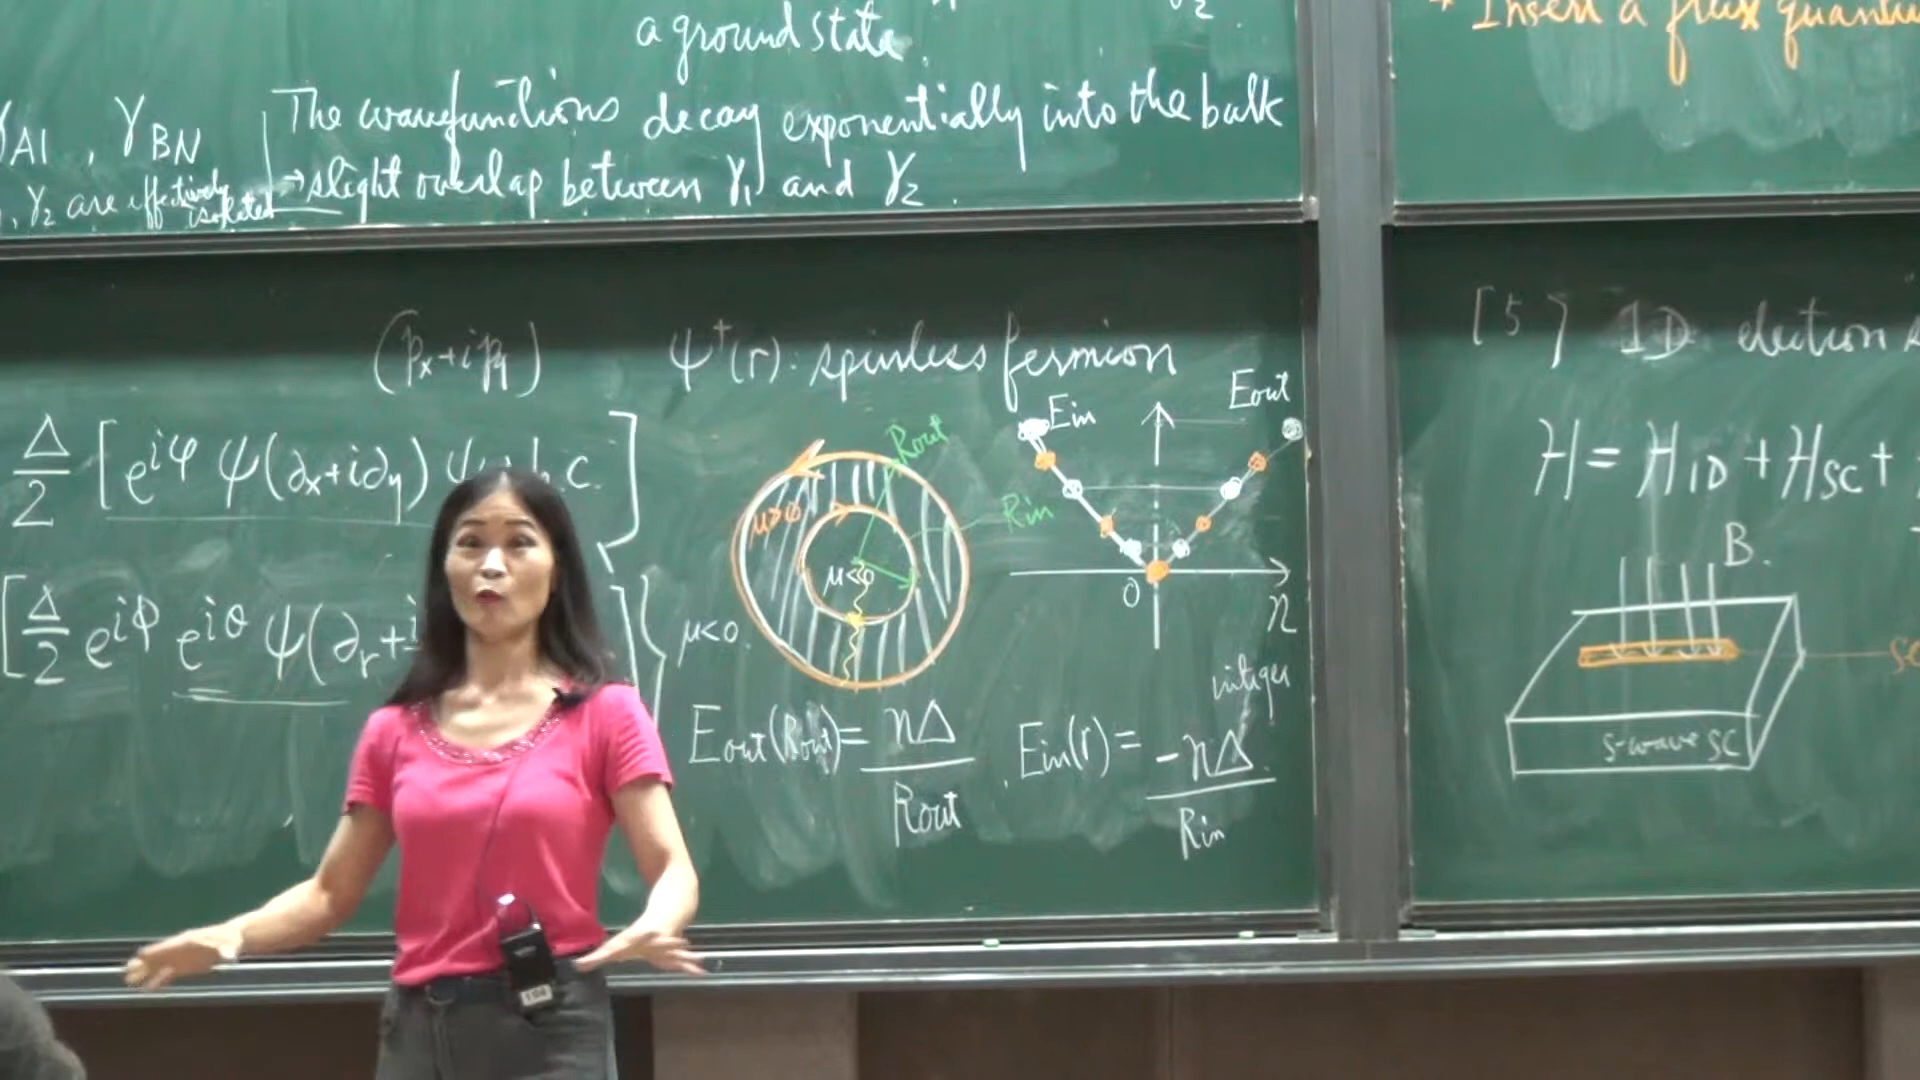 a ground state.
γA1, γBN
The wavefunctions decay exponentially into the bulk
γ2 are effectively isolated
→ slight overlap between γ1 and γ2.
Insert a flux quantum
(px+ipy)
ψ†(r): spinless fermion
Δ/2 [e^{iφ} ψ(∂x+i∂y) ψ h.c.]
[Δ/2 e^{iφ} e^{iθ} ψ(∂r+i
μ<0.
Rout
Rin
μ>0
μ<0
Ein
Eout
0
n
integer
Eout(Rout)= nΔ/Rout , Ein(r)= -nΔ/Rin
[5] 1D electron
H = H1D + HSC +
B.
s-wave SC